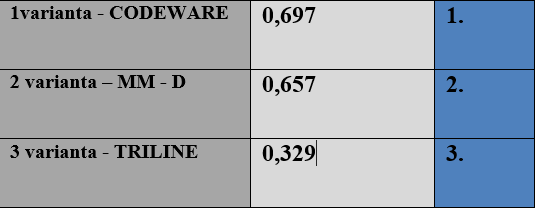 1varianta - CODEWARE 0,697 1.
2 varianta – MM - D 0,657 2.
3 varianta - TRILINE 0,329 3.